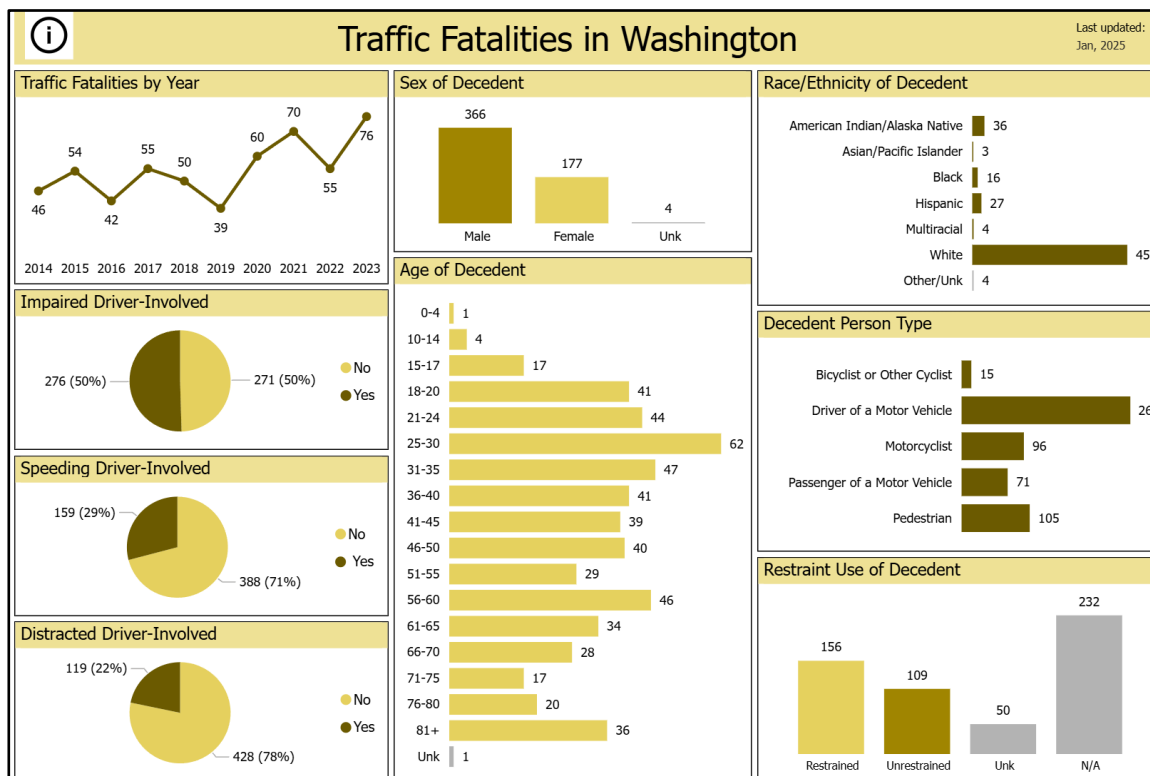 i
Traffic Fatalities in Washington
Last updated:
Jan, 2025
Traffic Fatalities by Year
46
54
42
55
50
39
60
70
55
76
2014 2015 2016 2017 2018 2019 2020 2021 2022 2023
Impaired Driver-Involved
276 (50%)
271 (50%)
No
Yes
Speeding Driver-Involved
159 (29%)
388 (71%)
No
Yes
Distracted Driver-Involved
119 (22%)
428 (78%)
No
Yes
Sex of Decedent
366
177
4
Male Female Unk
Age of Decedent
0-4 1
10-14 4
15-17 17
18-20 41
21-24 44
25-30 62
31-35 47
36-40 41
41-45 39
46-50 40
51-55 29
56-60 46
61-65 34
66-70 28
71-75 17
76-80 20
81+ 36
Unk 1
Race/Ethnicity of Decedent
American Indian/Alaska Native 36
Asian/Pacific Islander 3
Black 16
Hispanic 27
Multiracial 4
White 45
Other/Unk 4
Decedent Person Type
Bicyclist or Other Cyclist 15
Driver of a Motor Vehicle 26
Motorcyclist 96
Passenger of a Motor Vehicle 71
Pedestrian 105
Restraint Use of Decedent
156
109
50
232
Restrained Unrestrained Unk N/A